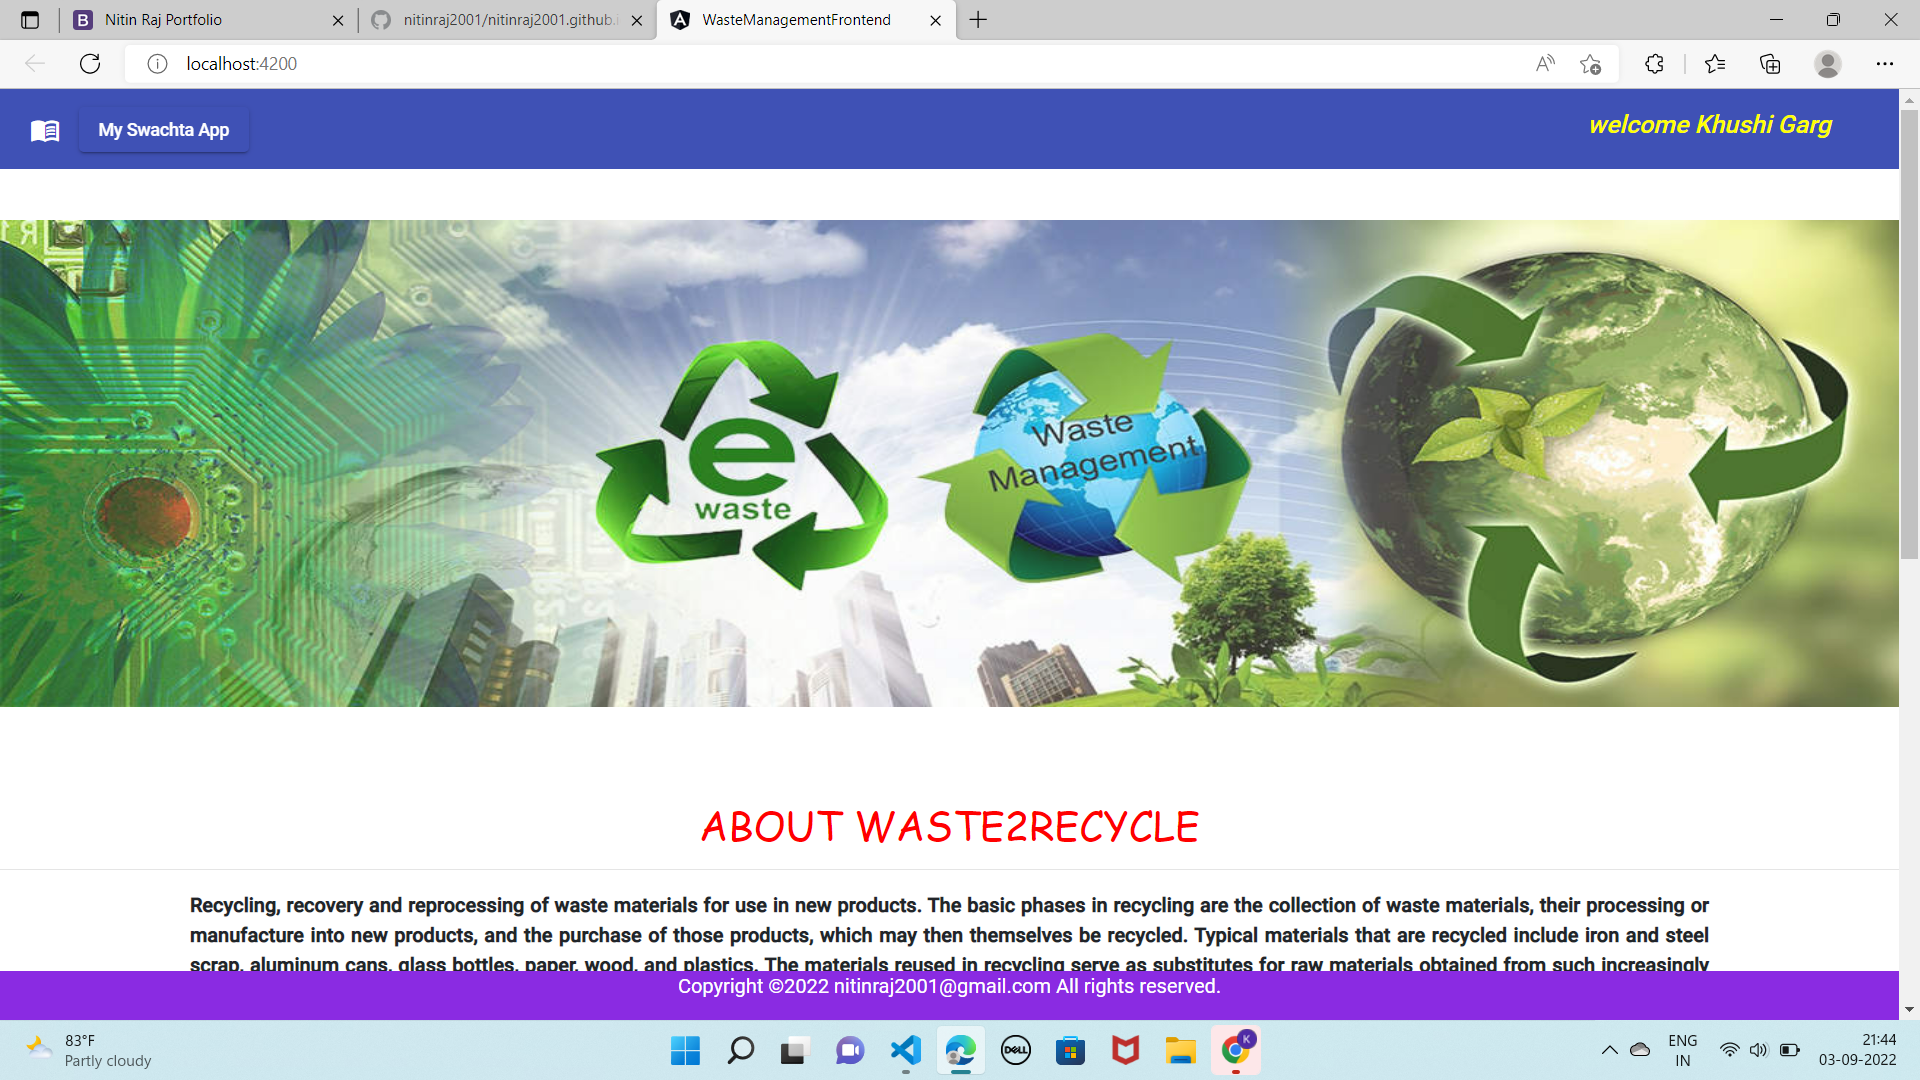 Nitin Raj Portfolio
nitinraj2001/nitinraj2001.github.i
WasteManagementFrontend
localhost:4200
My Swachta App
welcome Khushi Garg
e
waste
Waste
Management
ABOUT WASTE2RECYCLE
Recycling, recovery and reprocessing of waste materials for use in new products. The basic phases in recycling are the collection of waste materials, their processing or
manufacture into new products, and the purchase of those products, which may then themselves be recycled. Typical materials that are recycled include iron and steel
scrap, aluminum cans, glass bottles, paper, wood, and plastics. The materials reused in recycling serve as substitutes for raw materials obtained from such increasingly
Copyright ©2022 nitinraj2001@gmail.com All rights reserved.
83°F
Partly cloudy
DELL
K
ENG
IN
21:44
03-09-2022